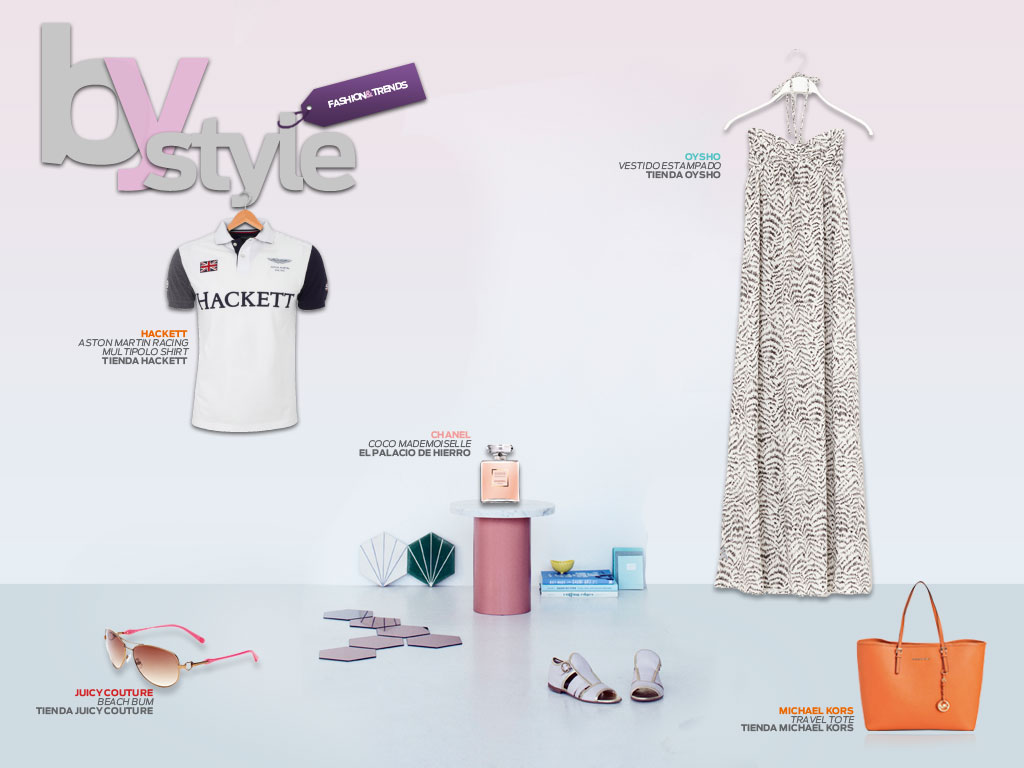 by style
FASHION&TRENDS
OYSHO
VESTIDO ESTAMPADO
TIENDA OYSHO
HACKETT
HACKETT
ASTON MARTIN RACING
MULTIPOLO SHIRT
TIENDA HACKETT
CHANEL
COCO MADEMOISELLE
EL PALACIO DE HIERRO
JUICY COUTURE
BEACH BUM
TIENDA JUICY COUTURE
MICHAEL KORS
TRAVEL TOTE
TIENDA MICHAEL KORS